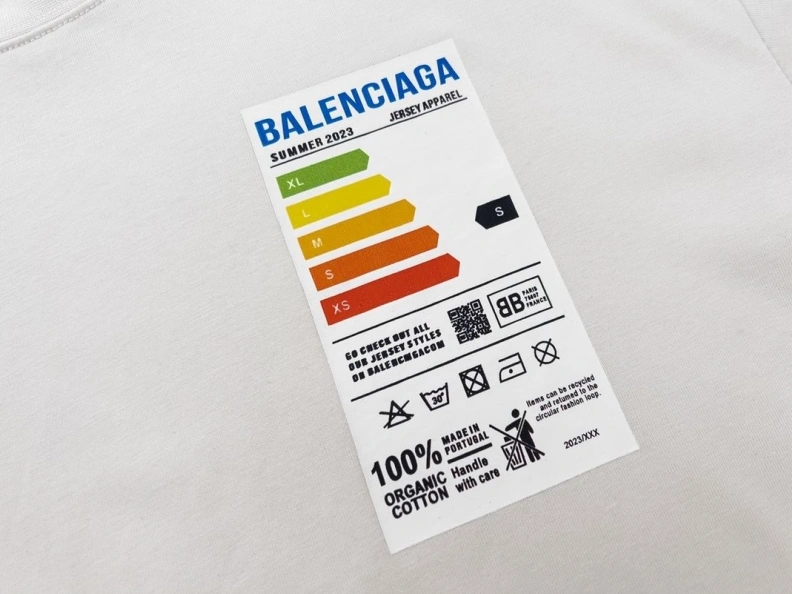 BALENCIAGA
SUMMER 2023 JERSEY APPAREL
XL
L
M
S
S
XS
GO CHECK OUT ALL
OUR JERSEY STYLES
ON BALENCIAGA.COM
BB
PARIS
75007
FRANCE
30°
Items can be recycled
and returned to the
circular fashion loop.
100%
ORGANIC
COTTON
MADE IN
PORTUGAL
Handle
with care
2023/XXX